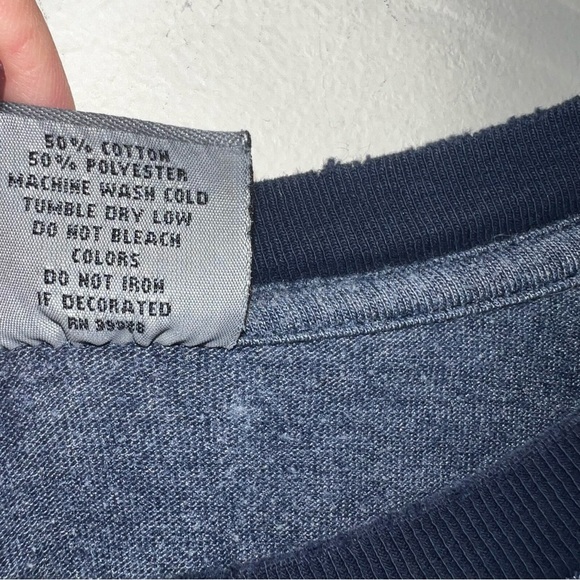 50% COTTON
50% POLYESTER
MACHINE WASH COLD
TUMBLE DRY LOW
DO NOT BLEACH
COLORS
DO NOT IRON
IF DECORATED
RN